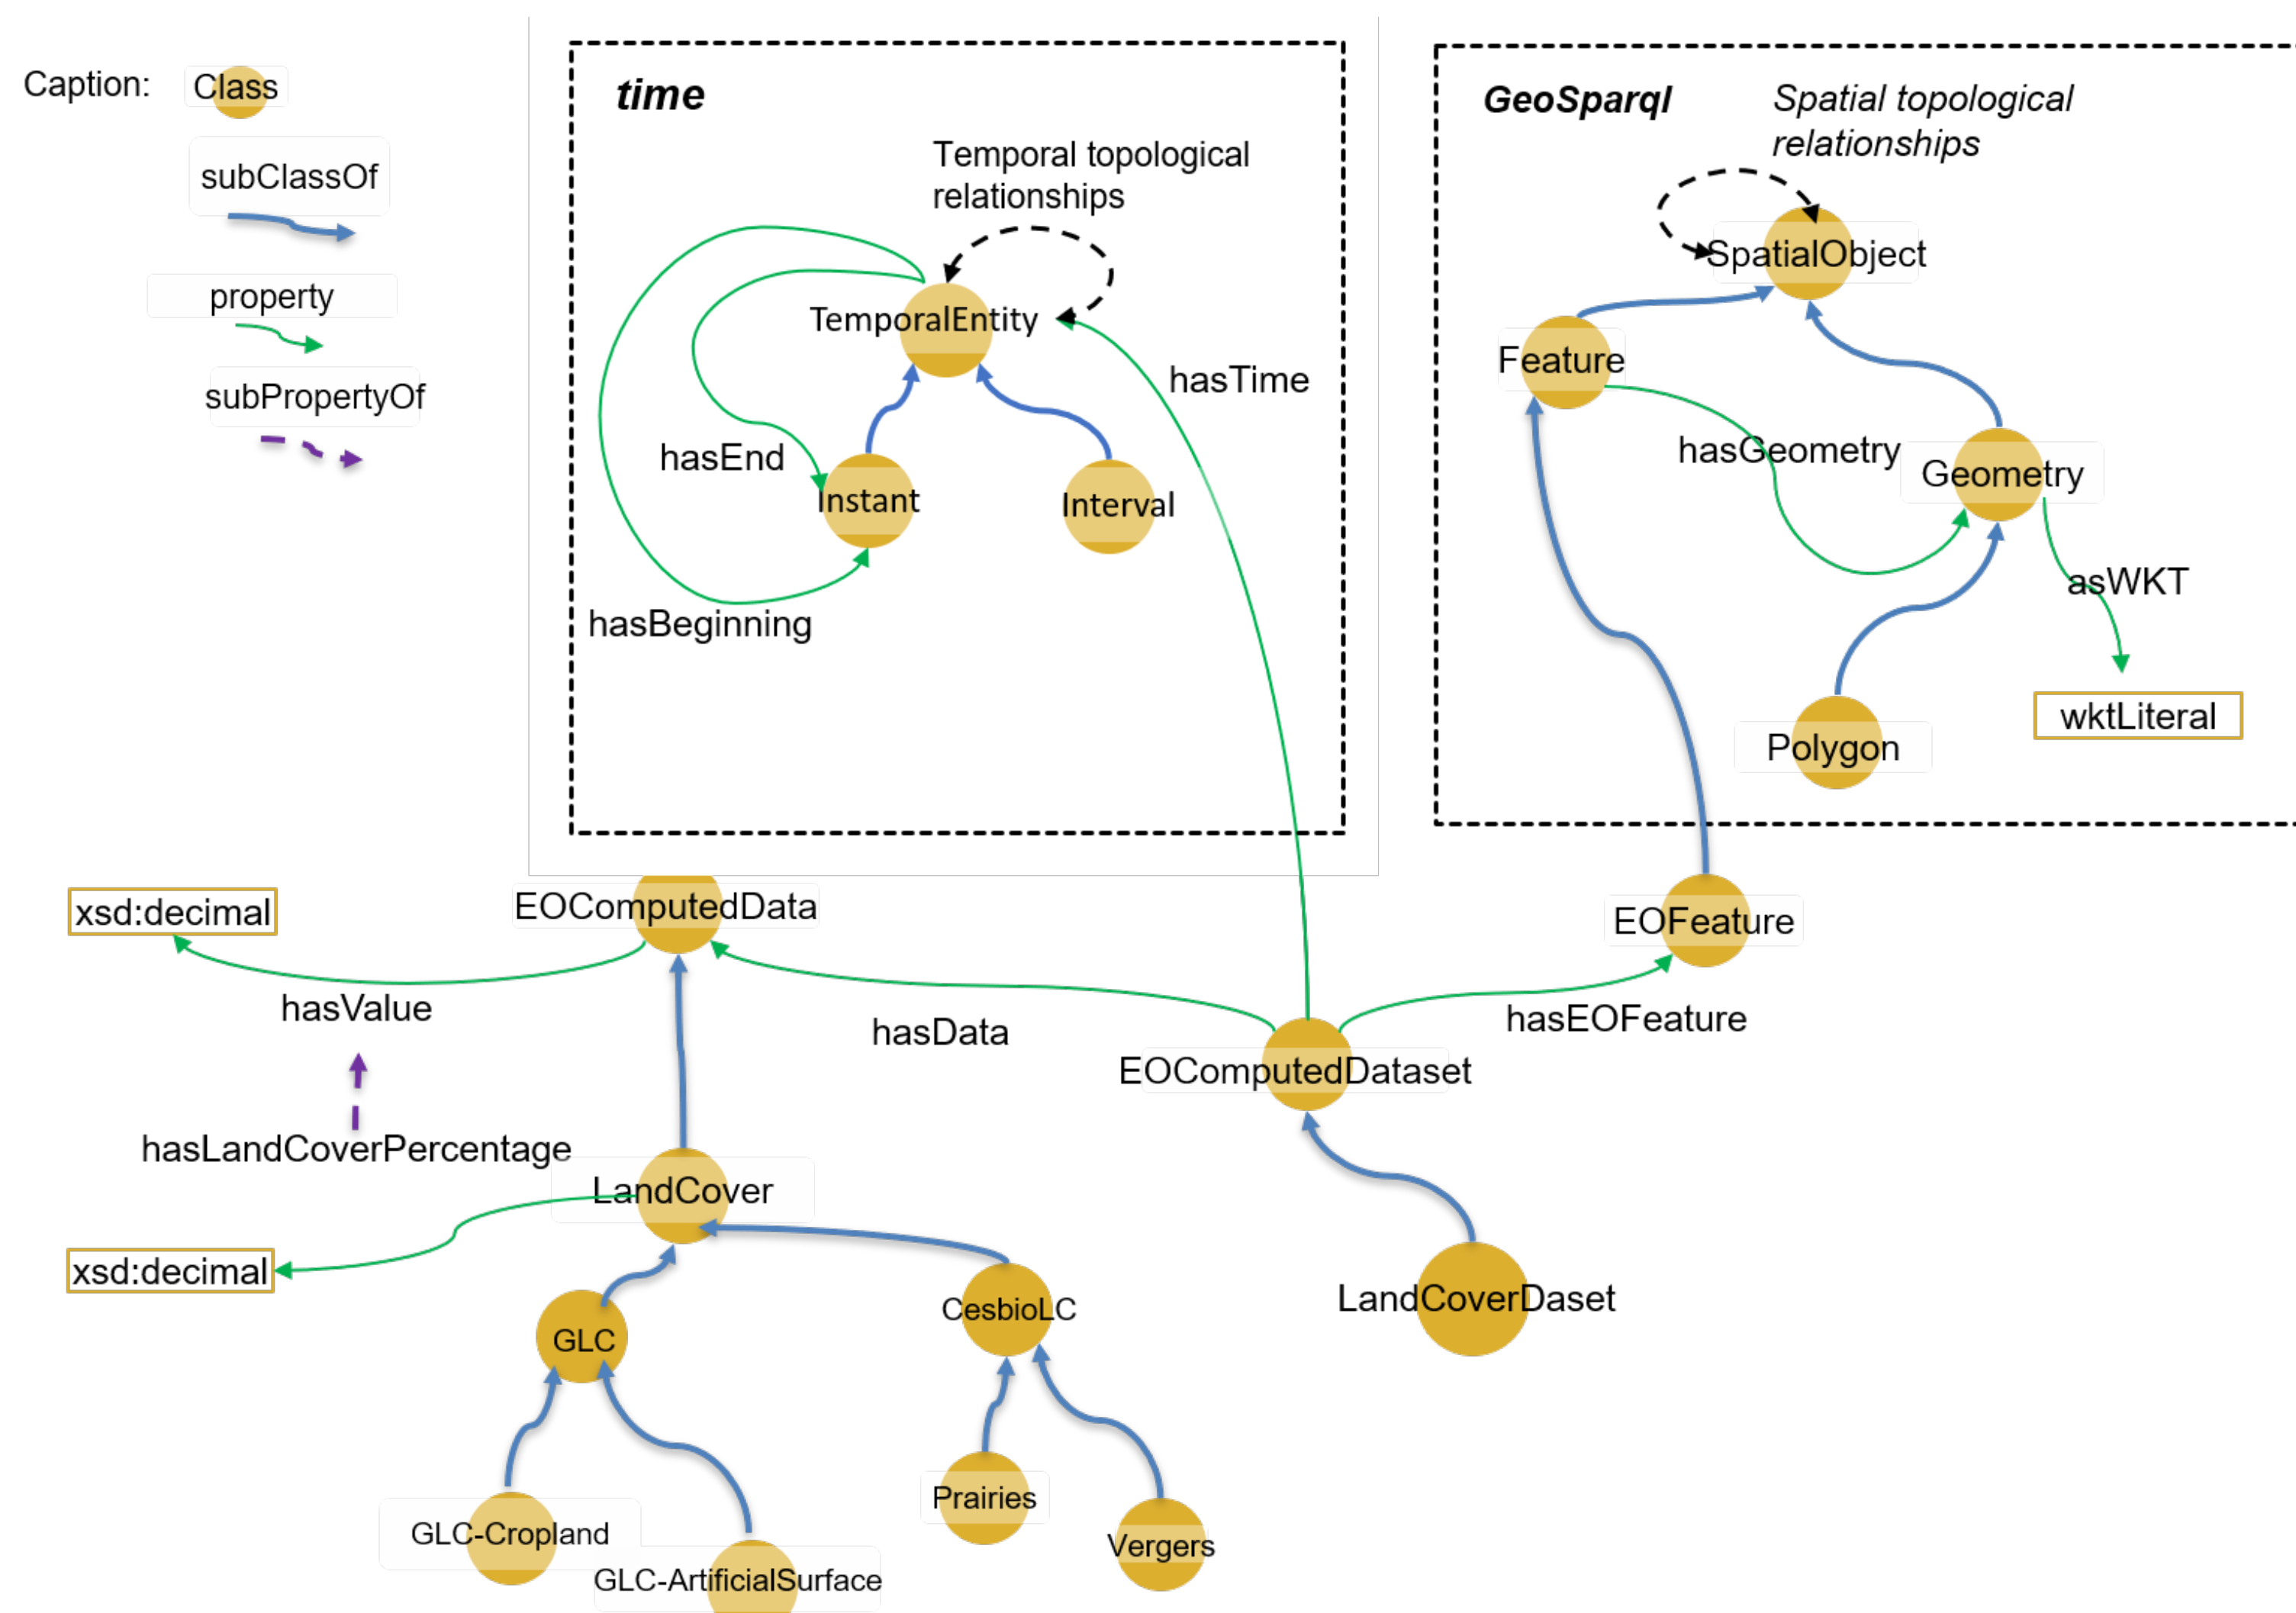 Caption:
Class
subClassOf
property
subPropertyOf
time
Temporal topological
relationships
TemporalEntity
hasTime
hasEnd
Instant
Interval
hasBeginning
GeoSparql
Spatial topological
relationships
SpatialObject
Feature
hasGeometry
Geometry
asWKT
wktLiteral
Polygon
xsd:decimal
EOComputedData
EOFeature
hasValue
hasData
hasEOFeature
EOComputedDataset
hasLandCoverPercentage
LandCover
xsd:decimal
GLC
CesbioLC
LandCoverDaset
GLC-Cropland
Prairies
Vergers
GLC-ArtificialSurface